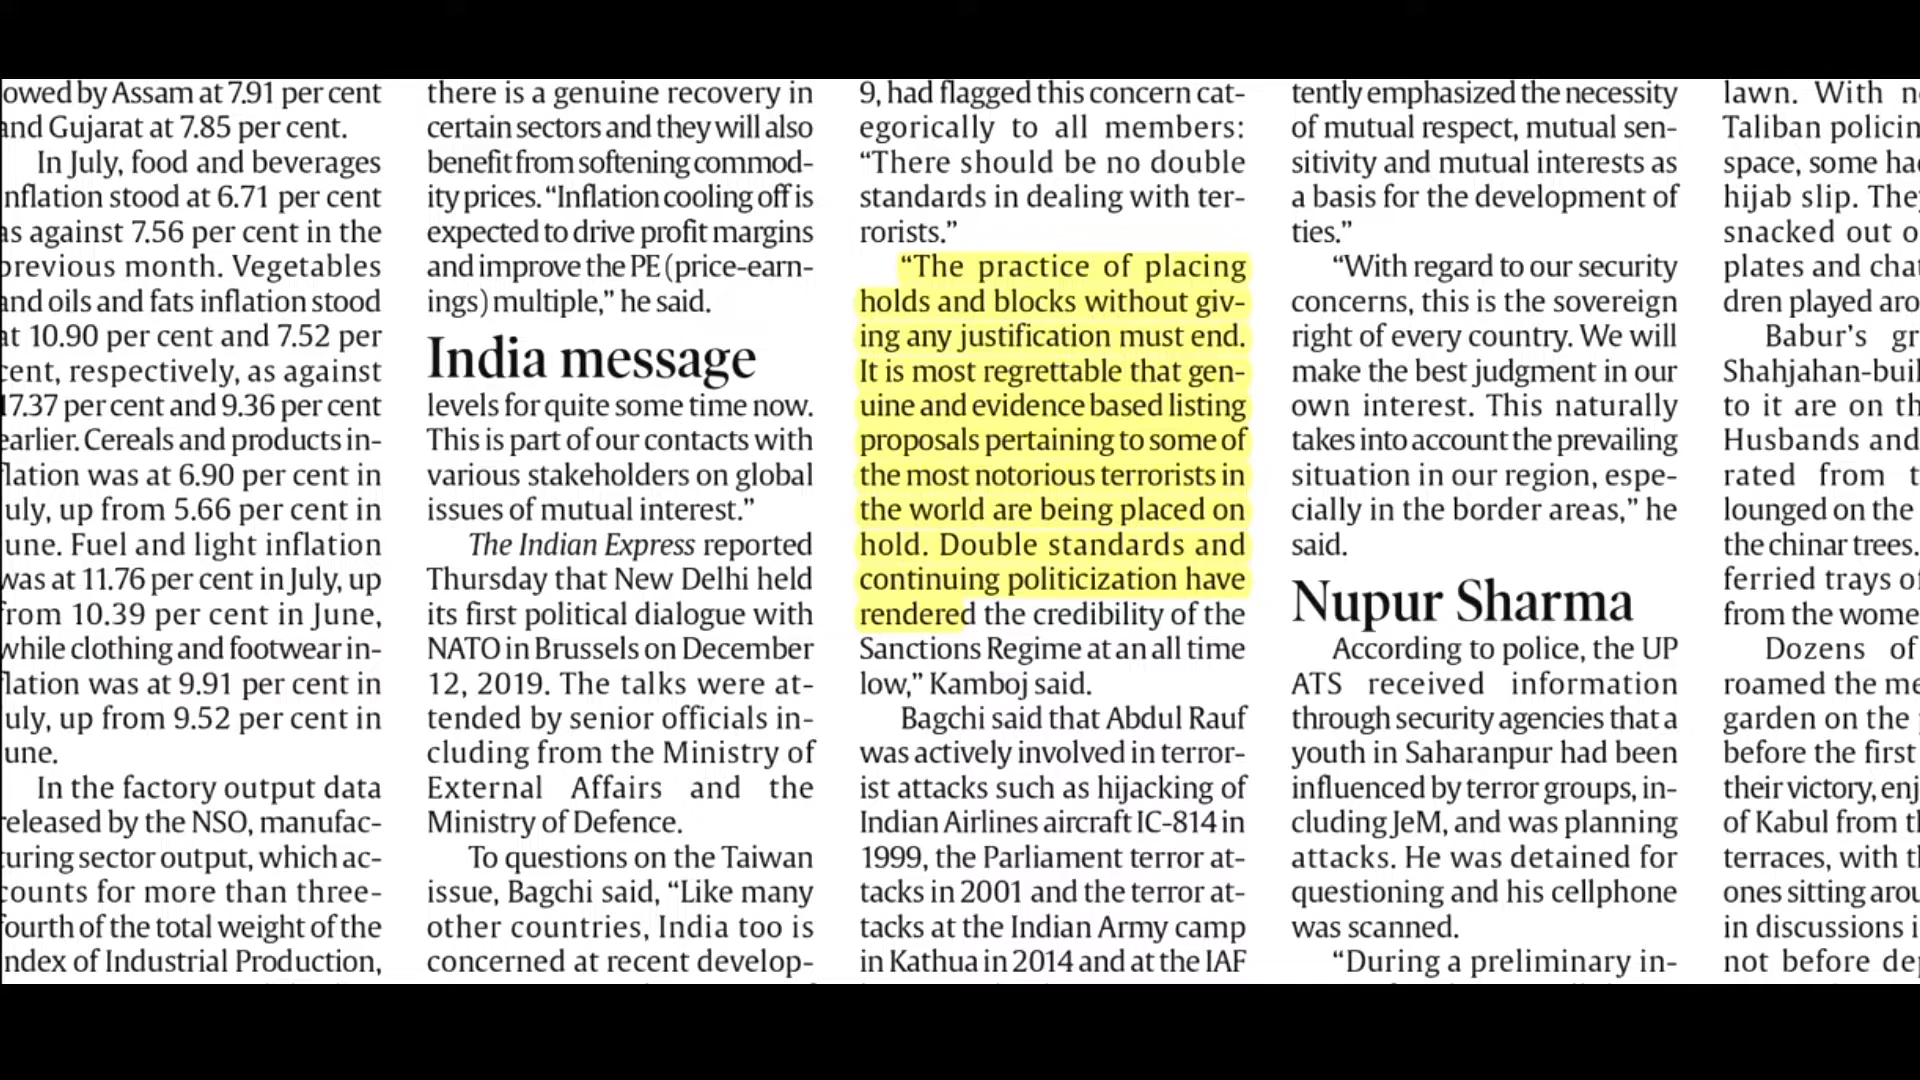 owed by Assam at 7.91 per cent
and Gujarat at 7.85 per cent.
In July, food and beverages
nflation stood at 6.71 per cent
as against 7.56 per cent in the
previous month. Vegetables
and oils and fats inflation stood
at 10.90 per cent and 7.52 per
cent, respectively, as against
17.37 per cent and 9.36 per cent
earlier. Cereals and products in-
flation was at 6.90 per cent in
uly, up from 5.66 per cent in
une. Fuel and light inflation
was at 11.76 per cent in July, up
from 10.39 per cent in June,
while clothing and footwear in-
flation was at 9.91 per cent in
uly, up from 9.52 per cent in
une.
In the factory output data
released by the NSO, manufac-
turing sector output, which ac-
counts for more than three-
fourth of the total weight of the
ndex of Industrial Production,
there is a genuine recovery in
certain sectors and they will also
benefit from softening commod-
ity prices. “Inflation cooling off is
expected to drive profit margins
and improve the PE (price-earn-
ings) multiple,” he said.
India message
levels for quite some time now.
This is part of our contacts with
various stakeholders on global
issues of mutual interest.”
The Indian Express reported
Thursday that New Delhi held
its first political dialogue with
NATO in Brussels on December
12, 2019. The talks were at-
tended by senior officials in-
cluding from the Ministry of
External Affairs and the
Ministry of Defence.
To questions on the Taiwan
issue, Bagchi said, “Like many
other countries, India too is
concerned at recent develop-
9, had flagged this concern cat-
egorically to all members:
“There should be no double
standards in dealing with ter-
rorists.”
“The practice of placing
holds and blocks without giv-
ing any justification must end.
It is most regrettable that gen-
uine and evidence based listing
proposals pertaining to some of
the most notorious terrorists in
the world are being placed on
hold. Double standards and
continuing politicization have
rendered the credibility of the
Sanctions Regime at an all time
low,” Kamboj said.
Bagchi said that Abdul Rauf
was actively involved in terror-
ist attacks such as hijacking of
Indian Airlines aircraft IC-814 in
1999, the Parliament terror at-
tacks in 2001 and the terror at-
tacks at the Indian Army camp
in Kathua in 2014 and at the IAF
tently emphasized the necessity
of mutual respect, mutual sen-
sitivity and mutual interests as
a basis for the development of
ties.”
“With regard to our security
concerns, this is the sovereign
right of every country. We will
make the best judgment in our
own interest. This naturally
takes into account the prevailing
situation in our region, espe-
cially in the border areas,” he
said.
Nupur Sharma
According to police, the UP
ATS received information
through security agencies that a
youth in Saharanpur had been
influenced by terror groups, in-
cluding JeM, and was planning
attacks. He was detained for
questioning and his cellphone
was scanned.
“During a preliminary in-
lawn. With n
Taliban policin
space, some ha
hijab slip. They
snacked out o
plates and chat
dren played aro
Babur’s gr
Shahjahan-buil
to it are on th
Husbands and
rated from t
lounged on the
the chinar trees.
ferried trays of
from the wome
Dozens of
roamed the me
garden on the
before the first
their victory, enj
of Kabul from th
terraces, with th
ones sitting arou
in discussions i
not before dep